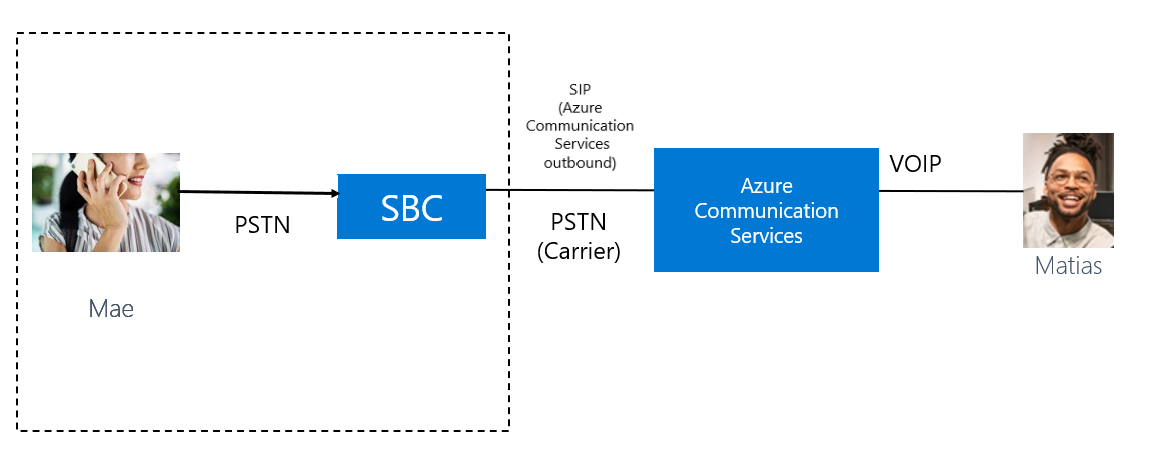 SIP
(Azure
Communication
Services
outbound)
PSTN
SBC
PSTN
(Carrier)
Azure
Communication
Services
VOIP
Mae
Matias